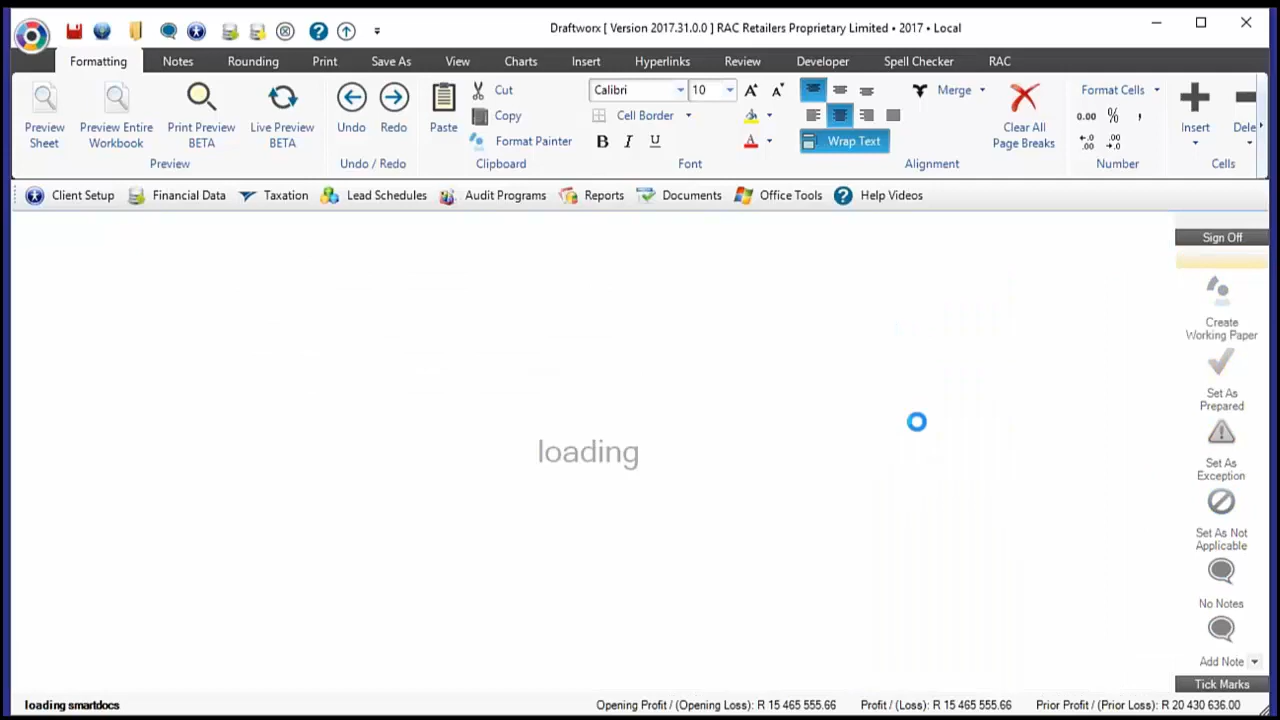 Draftworx [ Version 2017.31.0.0 ] RAC Retailers Proprietary Limited • 2017 • Local
Formatting Notes Rounding Print Save As View Charts Insert Hyperlinks Review Developer Spell Checker RAC
Preview Sheet
Preview Entire Workbook
Print Preview BETA
Live Preview BETA
Preview
Undo Redo
Undo / Redo
Paste
Cut
Copy
Format Painter
Clipboard
Calibri 10 A A
Cell Border
B I U A
Font
Merge
Wrap Text
Alignment
Clear All Page Breaks
Format Cells
0.00 % ,
.0 .00
.00 .0
Number
Insert Dele
Cells
Client Setup Financial Data Taxation Lead Schedules Audit Programs Reports Documents Office Tools Help Videos
loading
Sign Off
Create
Working Paper
Set As
Prepared
Set As
Exception
Set As Not
Applicable
No Notes
Add Note
Tick Marks
loading smartdocs Opening Profit / (Opening Loss): R 15 465 555.66 Profit / (Loss): R 15 465 555.66 Prior Profit / (Prior Loss): R 20 430 636.00